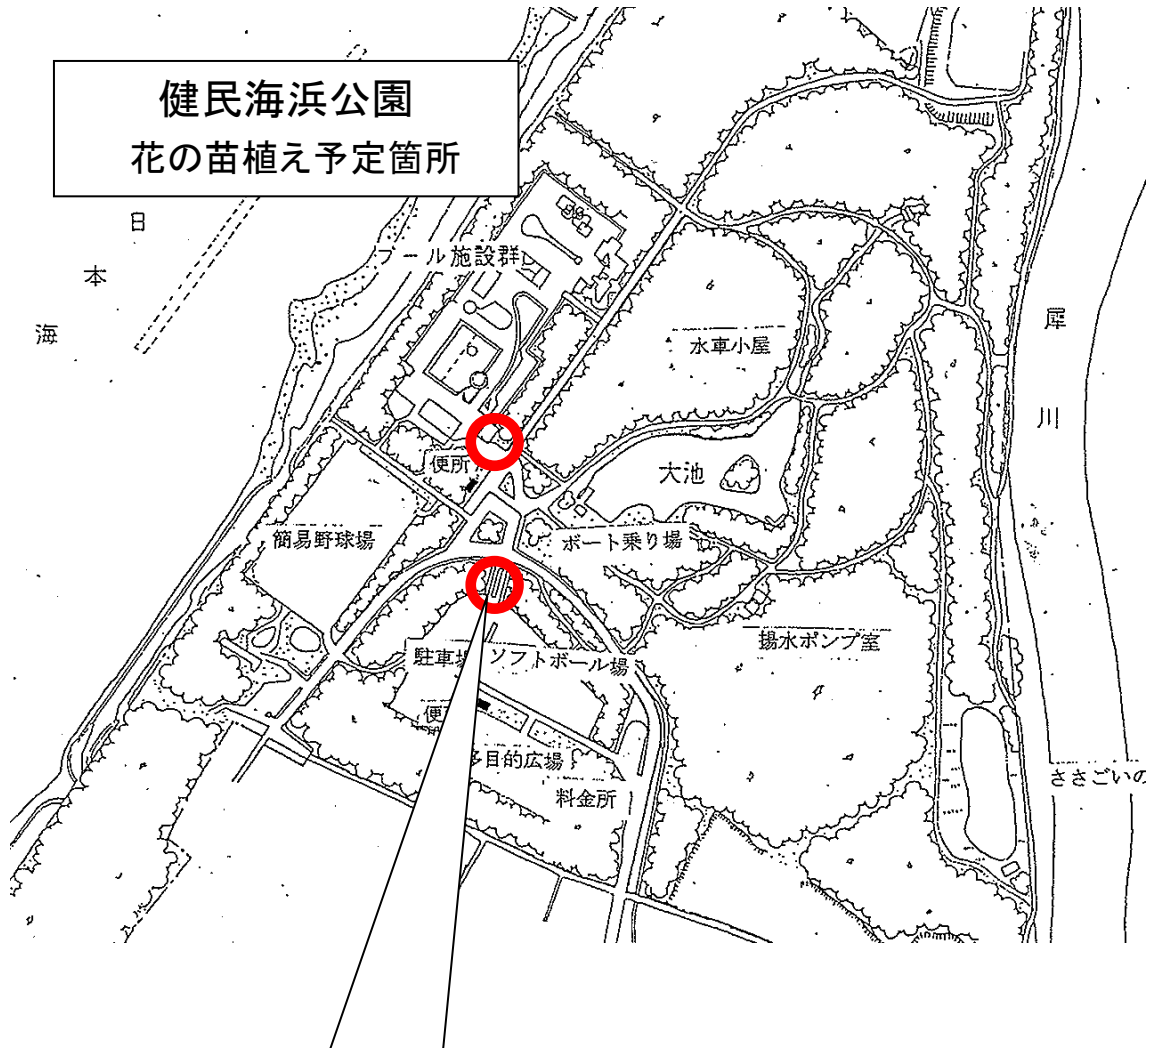 健民海浜公園
花の苗植え予定箇所
日本海
プール施設群
水車小屋
犀川
便所
大池
簡易野球場
ボート乗り場
駐車場
ソフトボール場
揚水ポンプ室
便所
多目的広場
料金所
ささごいの